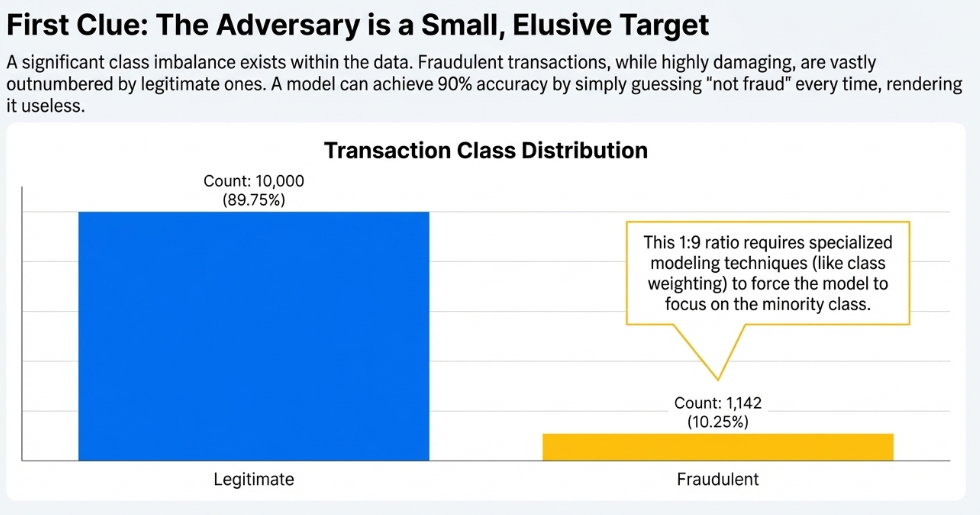 First Clue: The Adversary is a Small, Elusive Target
A significant class imbalance exists within the data. Fraudulent transactions, while highly damaging, are vastly
outnumbered by legitimate ones. A model can achieve 90% accuracy by simply guessing "not fraud" every time, rendering
it useless.
Transaction Class Distribution
Count: 10,000
(89.75%)
This 1:9 ratio requires specialized
modeling techniques (like class
weighting) to force the model to
focus on the minority class.
Count: 1,142
(10.25%)
Legitimate
Fraudulent